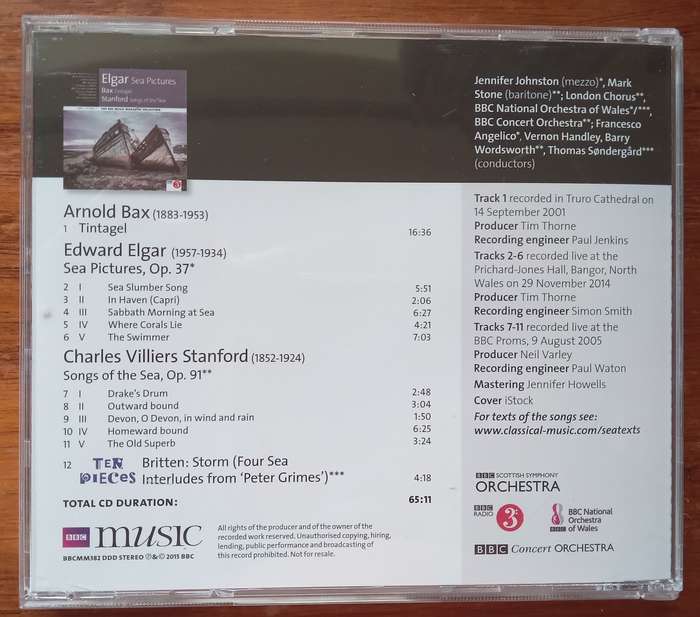 Elgar Sea Pictures
Bax Tintagel
Stanford Songs of the Sea
Jennifer Johnston (mezzo)*, Mark
Stone (baritone)**; London Chorus**,
BBC National Orchestra of Wales*/***,
BBC Concert Orchestra**; Francesco
Angelico*, Vernon Handley, Barry
Wordsworth**, Thomas Søndergård***
(conductors)
Arnold Bax (1883-1953)
1 Tintagel 16:36
Edward Elgar (1957-1934)
Sea Pictures, Op. 37*
2 I Sea Slumber Song 5:51
3 II In Haven (Capri) 2:06
4 III Sabbath Morning at Sea 6:27
5 IV Where Corals Lie 4:21
6 V The Swimmer 7:03
Charles Villiers Stanford (1852-1924)
Songs of the Sea, Op. 91**
7 I Drake's Drum 2:48
8 II Outward bound 3:04
9 III Devon, O Devon, in wind and rain 1:50
10 IV Homeward bound 6:25
11 V The Old Superb 3:24
12 TEN PIECES Britten: Storm (Four Sea
Interludes from 'Peter Grimes')*** 4:18
TOTAL CD DURATION: 65:11
BBC music
BBCMM382 DDD STEREO ℗&© 2015 BBC
All rights of the producer and of the owner of the
recorded work reserved. Unauthorised copying, hiring,
lending, public performance and broadcasting of
this record prohibited. Not for resale.
Track 1 recorded in Truro Cathedral on
14 September 2001
Producer Tim Thorne
Recording engineer Paul Jenkins
Tracks 2-6 recorded live at the
Prichard-Jones Hall, Bangor, North
Wales on 29 November 2014
Producer Tim Thorne
Recording engineer Simon Smith
Tracks 7-11 recorded live at the
BBC Proms, 9 August 2005
Producer Neil Varley
Recording engineer Paul Waton
Mastering Jennifer Howells
Cover iStock
For texts of the songs see:
www.classical-music.com/seatexts
BBC SCOTTISH SYMPHONY
ORCHESTRA
BBC RADIO 3
BBC National
Orchestra
of Wales
BBC Concert ORCHESTRA